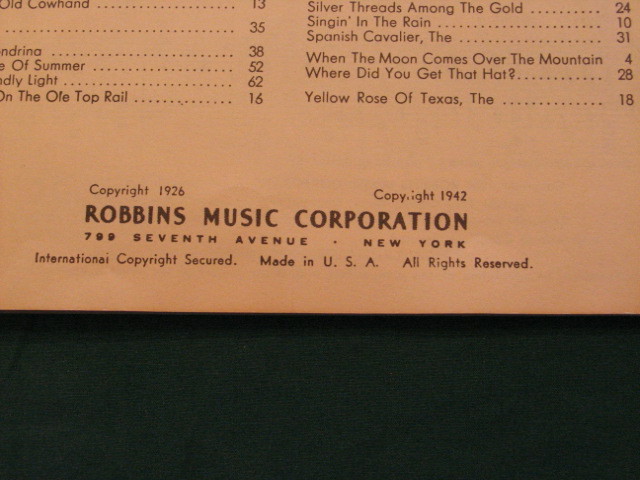 Old Cowhand 13
35
ndrina 38
e Of Summer 52
ndly Light 62
On The Ole Top Rail 16
Silver Threads Among The Gold 24
Singin' In The Rain 10
Spanish Cavalier, The 31
When The Moon Comes Over The Mountain 4
Where Did You Get That Hat? 28
Yellow Rose Of Texas, The 18
Copyright 1926 Copy.ight 1942
ROBBINS MUSIC CORPORATION
799 SEVENTH AVENUE · NEW YORK
International Copyright Secured. Made in U. S. A. All Rights Reserved.